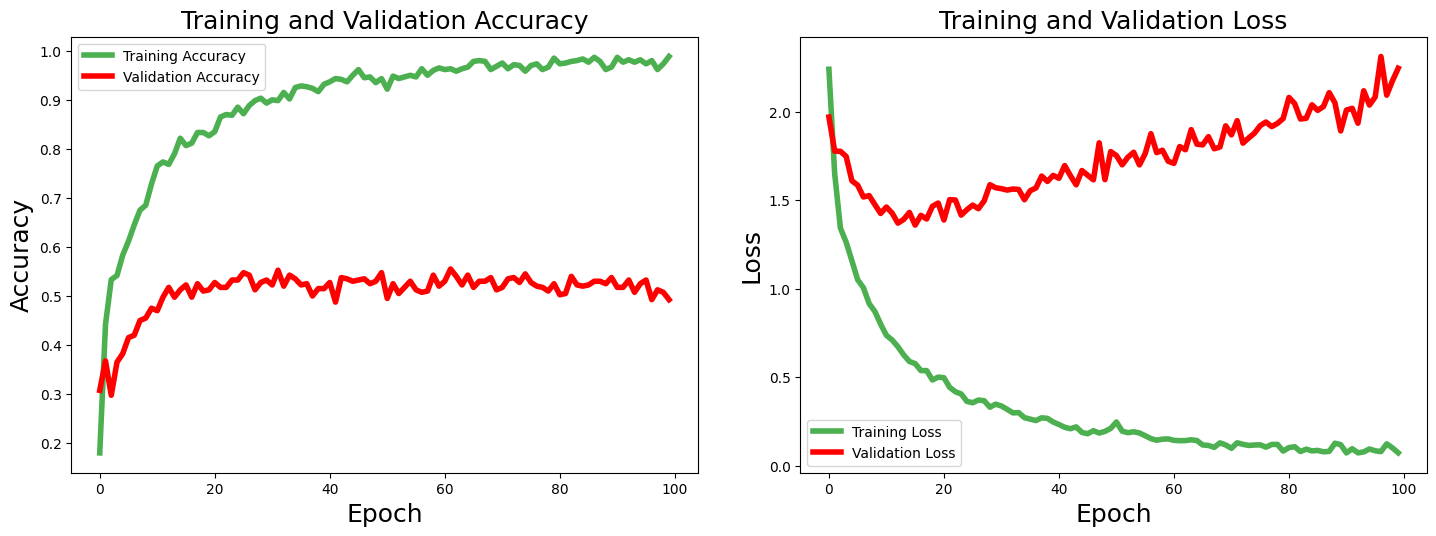 Training and Validation Accuracy
Training Accuracy
Validation Accuracy
Accuracy
1.0
0.9
0.8
0.7
0.6
0.5
0.4
0.3
0.2
0 20 40 60 80 100
Epoch
Training and Validation Loss
Loss
2.0
1.5
1.0
0.5
0.0
Training Loss
Validation Loss
0 20 40 60 80 100
Epoch